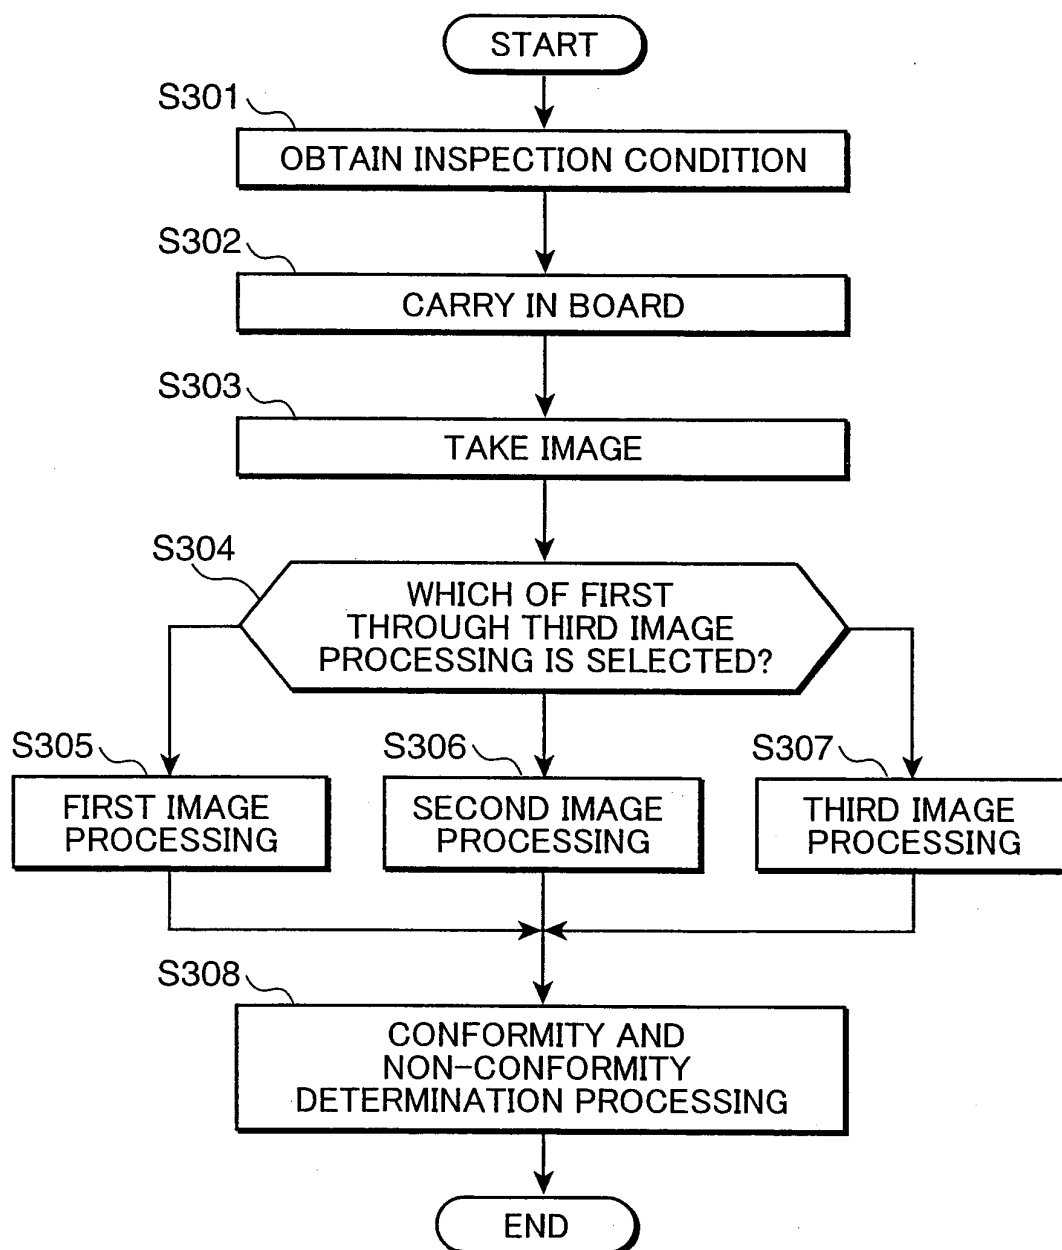 START
S301
OBTAIN INSPECTION CONDITION
S302
CARRY IN BOARD
S303
TAKE IMAGE
S304
WHICH OF FIRST
THROUGH THIRD IMAGE
PROCESSING IS SELECTED?
S305
FIRST IMAGE
PROCESSING
S306
SECOND IMAGE
PROCESSING
S307
THIRD IMAGE
PROCESSING
S308
CONFORMITY AND
NON-CONFORMITY
DETERMINATION PROCESSING
END